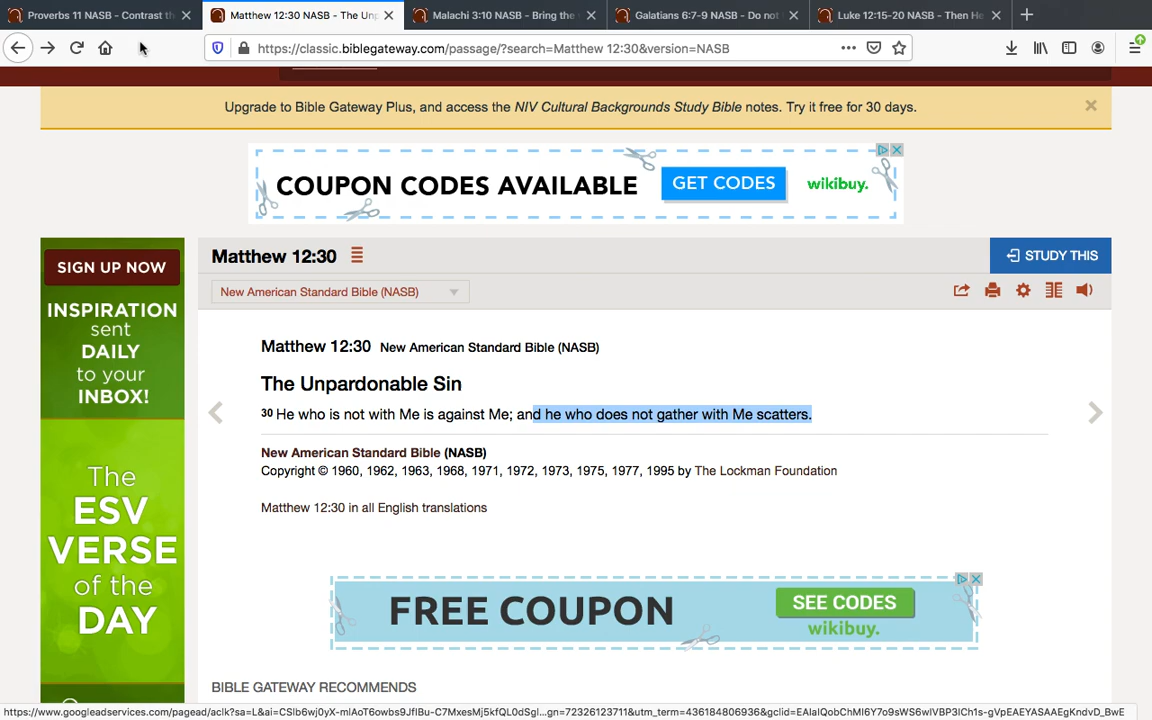 Proverbs 11 NASB - Contrast th
Matthew 12:30 NASB - The Unp
Malachi 3:10 NASB - Bring the
Galatians 6:7-9 NASB - Do not
Luke 12:15-20 NASB - Then He
https://classic.biblegateway.com/passage/?search=Matthew 12:30&version=NASB
Upgrade to Bible Gateway Plus, and access the NIV Cultural Backgrounds Study Bible notes. Try it free for 30 days.
COUPON CODES AVAILABLE
GET CODES
wikibuy.
SIGN UP NOW
INSPIRATION
sent
DAILY
to your
INBOX!
The
ESV
VERSE
of the
DAY
Matthew 12:30
STUDY THIS
New American Standard Bible (NASB)
Matthew 12:30 New American Standard Bible (NASB)
The Unpardonable Sin
30 He who is not with Me is against Me; and he who does not gather with Me scatters.
New American Standard Bible (NASB)
Copyright © 1960, 1962, 1963, 1968, 1971, 1972, 1973, 1975, 1977, 1995 by The Lockman Foundation
Matthew 12:30 in all English translations
FREE COUPON
SEE CODES
wikibuy.
BIBLE GATEWAY RECOMMENDS